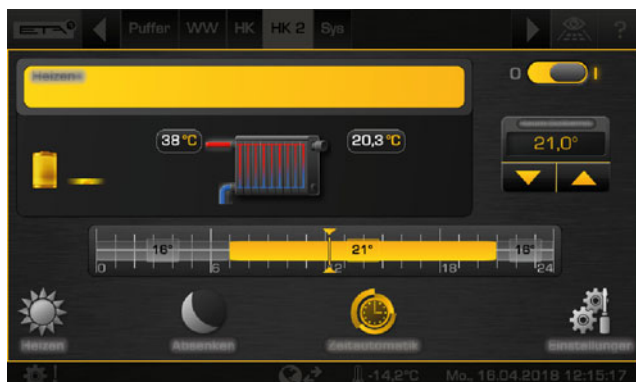 ETA Puffer WW HK HK 2 Sys ?
Heizen 0 I
38 °C 20,3 °C 21,0°
16° 21° 16°
0 6 12 18 24
Heizen Absenken Zeitautomatik Einstellungen
-14,2°C Mo., 16.04.2018 12:15:17